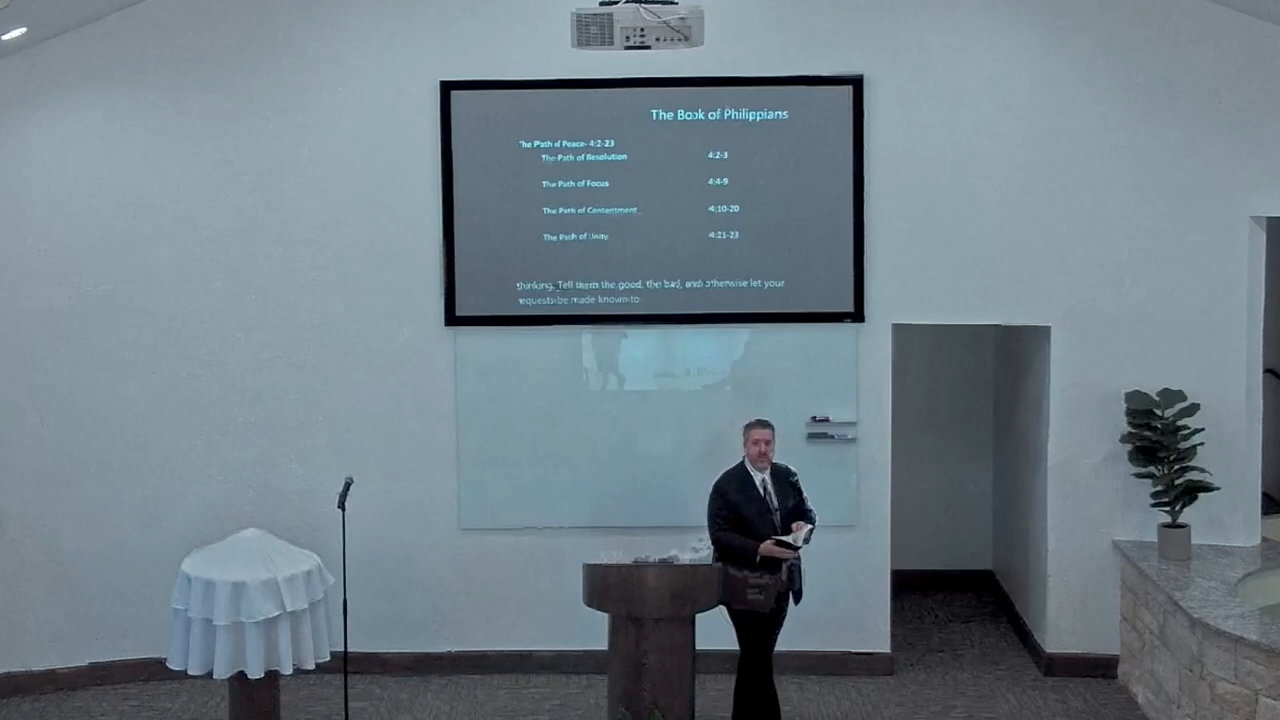 The Book of Philippians
The Path of Peace- 4:2-23
The Path of Resolution 4:2-3
The Path of Focus 4:4-9
The Path of Contentment 4:10-20
The Path of Unity 4:21-23
thinking. Tell them the good, the bad, and otherwise let your
requests be made known to